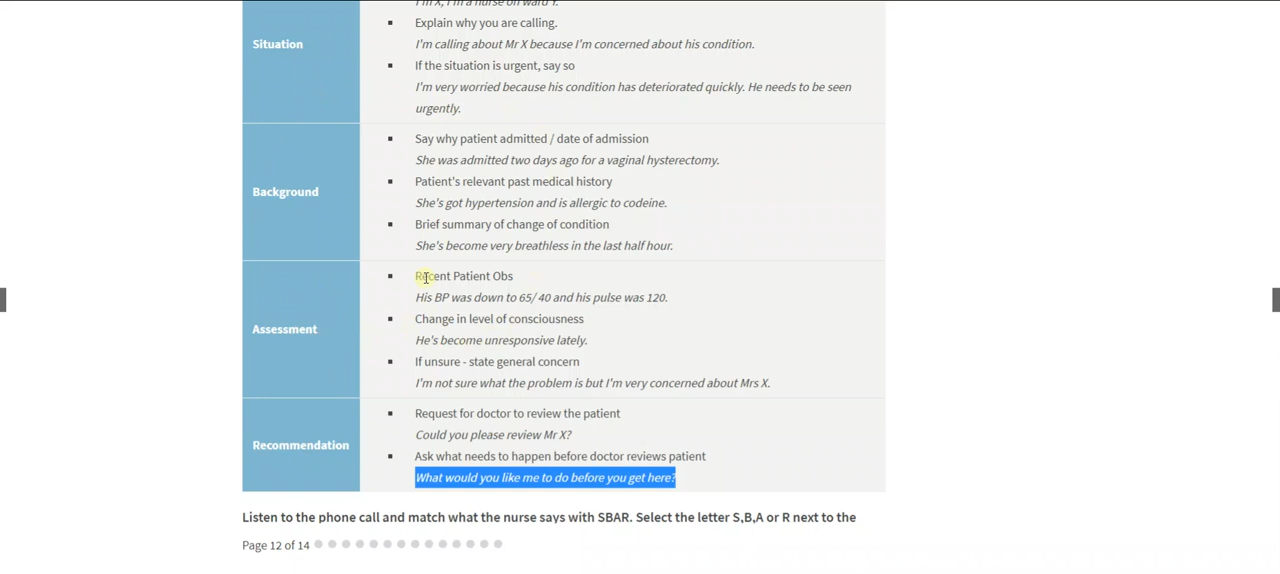 I'm X, I'm a nurse on ward Y.
Situation
Explain why you are calling.
I'm calling about Mr X because I'm concerned about his condition.
If the situation is urgent, say so
I'm very worried because his condition has deteriorated quickly. He needs to be seen
urgently.
Background
Say why patient admitted / date of admission
She was admitted two days ago for a vaginal hysterectomy.
Patient's relevant past medical history
She's got hypertension and is allergic to codeine.
Brief summary of change of condition
She's become very breathless in the last half hour.
Assessment
Recent Patient Obs
His BP was down to 65/ 40 and his pulse was 120.
Change in level of consciousness
He's become unresponsive lately.
If unsure - state general concern
I'm not sure what the problem is but I'm very concerned about Mrs X.
Recommendation
Request for doctor to review the patient
Could you please review Mr X?
Ask what needs to happen before doctor reviews patient
What would you like me to do before you get here?
Listen to the phone call and match what the nurse says with SBAR. Select the letter S,B,A or R next to the
Page 12 of 14